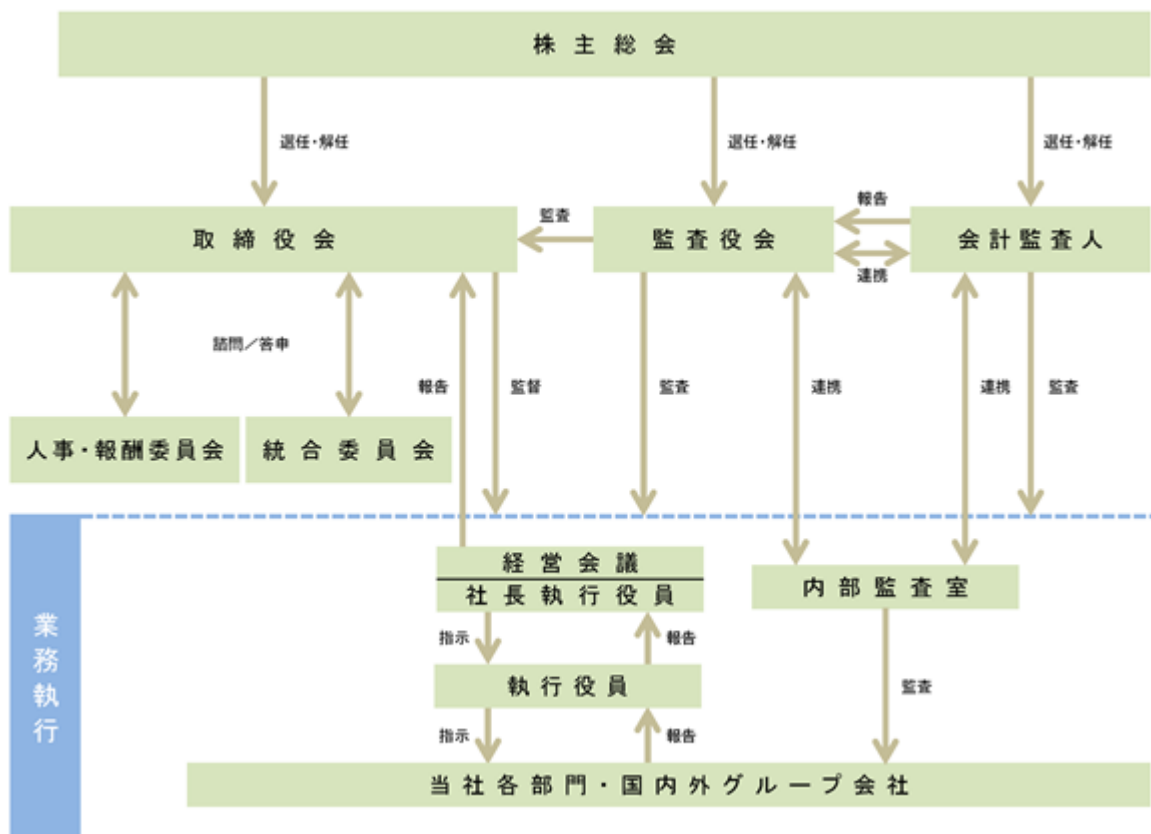 株主総会
選任・解任
選任・解任
選任・解任
取締役会
監査
監査役会
報告
連携
会計監査人
諮問／答申
報告
監督
監査
連携
連携
監査
人事・報酬委員会
統合委員会
業務執行
経営会議
社長執行役員
内部監査室
指示
報告
執行役員
監査
指示
報告
当社各部門・国内外グループ会社